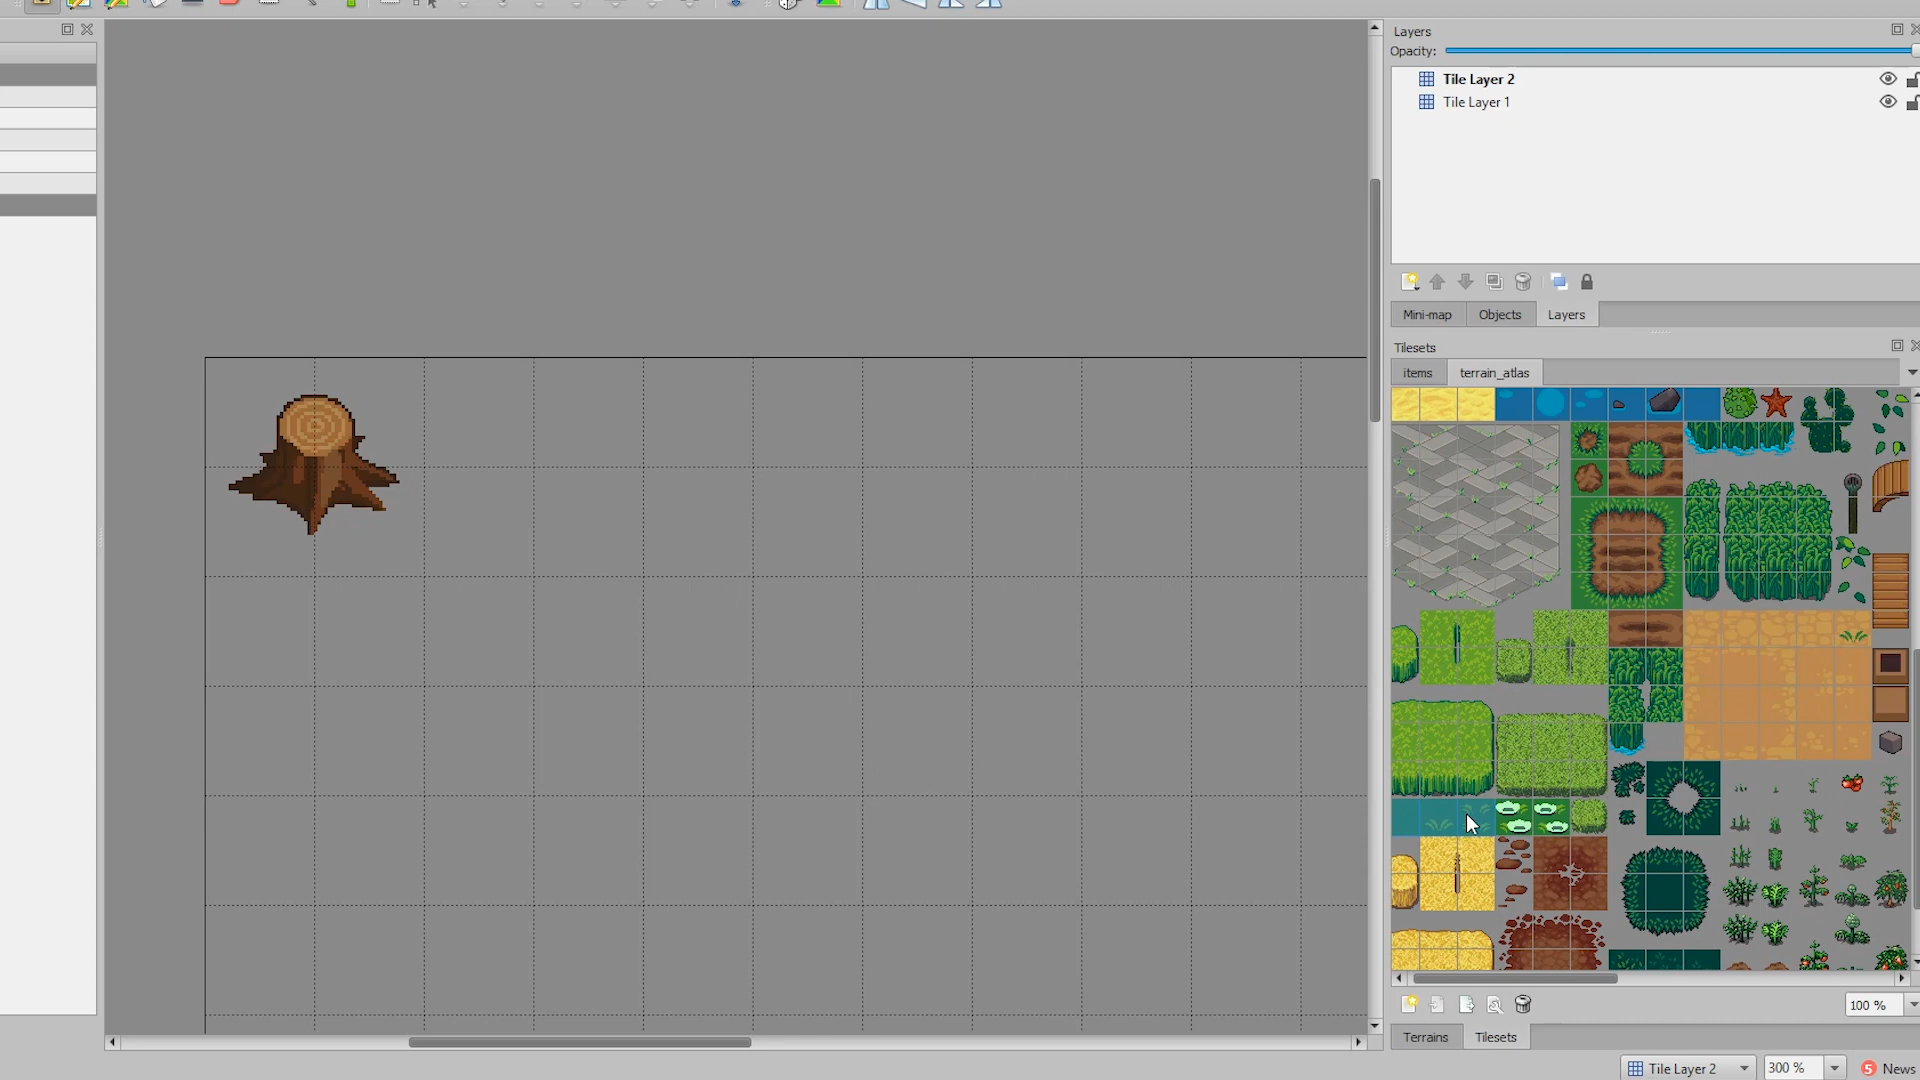 Layers
Opacity:
Tile Layer 2
Tile Layer 1
Mini-map Objects Layers
Tilesets
items terrain_atlas
100 %
Terrains Tilesets
Tile Layer 2 300 % 5 News